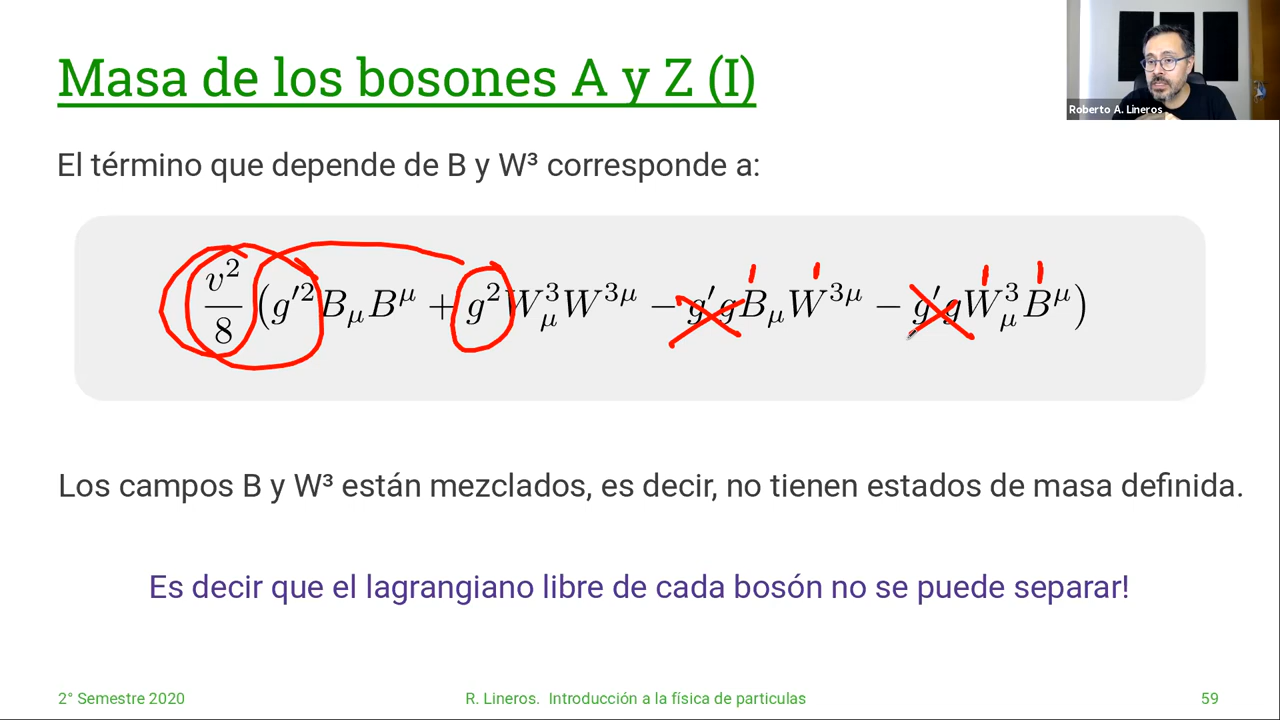 Masa de los bosones A y Z (I)
Roberto A. Lineros
El término que depende de B y W³ corresponde a:
v²/8 (g'² B_μ B^μ + g² W³_μ W^{3μ} − g'g B_μ W^{3μ} − g'g W³_μ B^μ)
Los campos B y W³ están mezclados, es decir, no tienen estados de masa definida.
Es decir que el lagrangiano libre de cada bosón no se puede separar!
2° Semestre 2020
R. Lineros. Introducción a la física de particulas
59